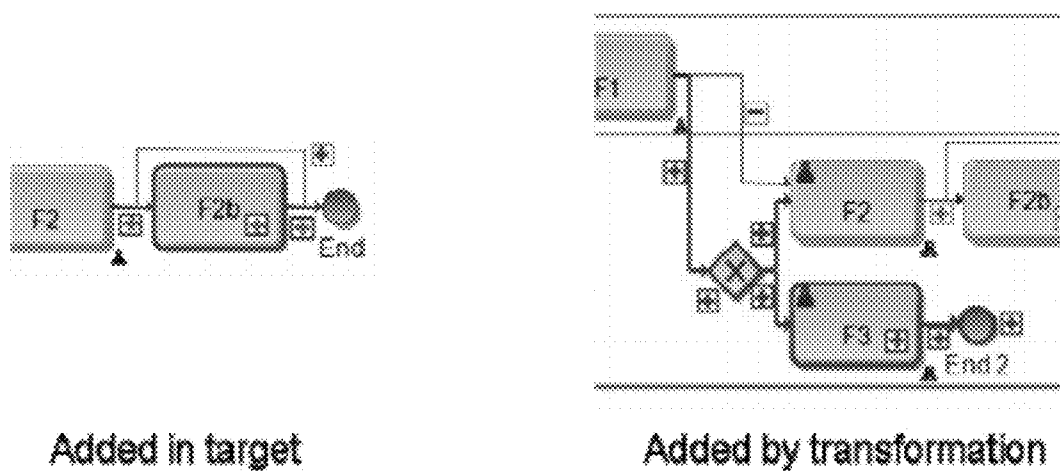 F2
F2b
End
Added in target
F1
F2
F2b
F3
End 2
Added by transformation